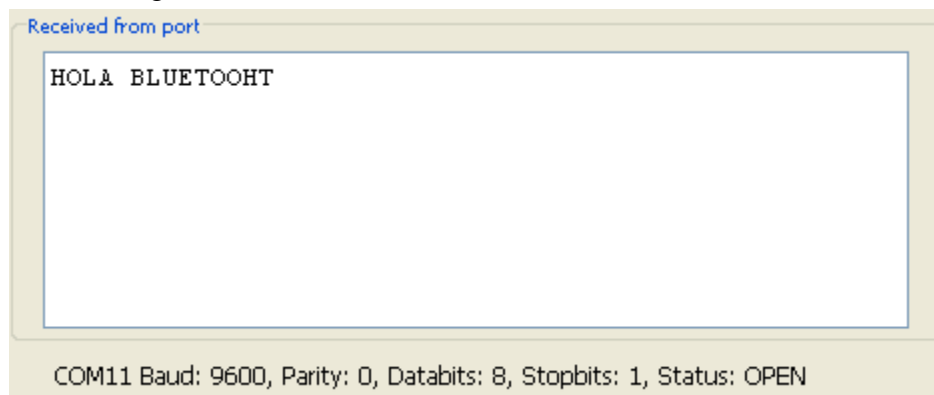 Received from port
HOLA BLUETOOHT
COM11 Baud: 9600, Parity: 0, Databits: 8, Stopbits: 1, Status: OPEN